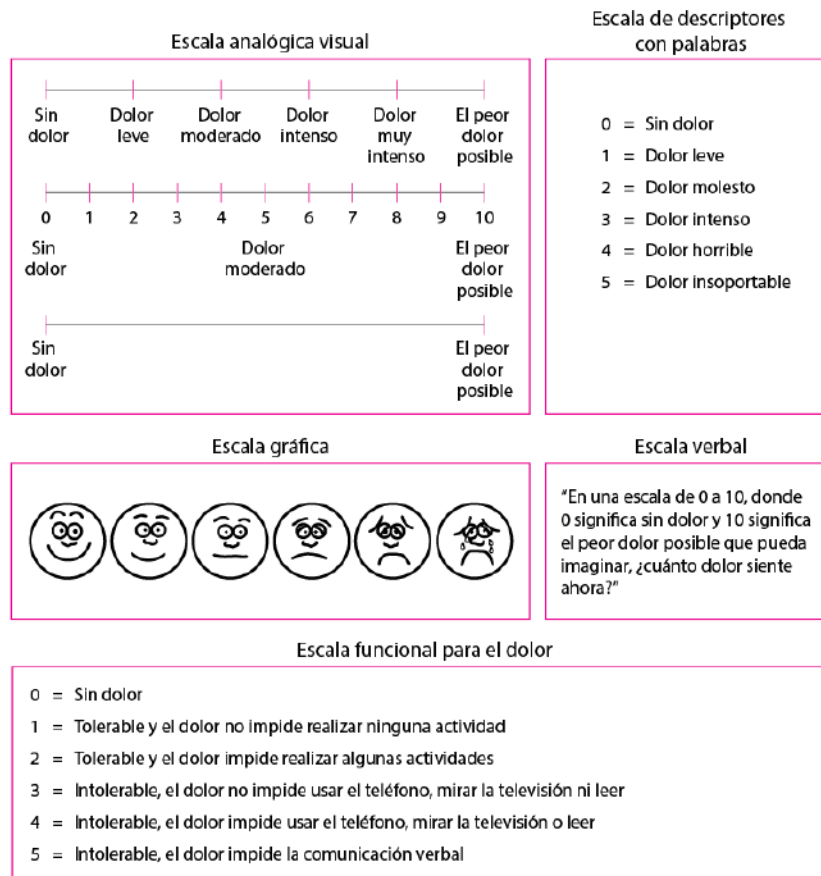 Escala analógica visual
Sin dolor
Dolor leve
Dolor moderado
Dolor intenso
Dolor muy intenso
El peor dolor posible
0 1 2 3 4 5 6 7 8 9 10
Sin dolor
Dolor moderado
El peor dolor posible
Sin dolor
El peor dolor posible
Escala de descriptores
con palabras
0 = Sin dolor
1 = Dolor leve
2 = Dolor molesto
3 = Dolor intenso
4 = Dolor horrible
5 = Dolor insoportable
Escala gráfica
Escala verbal
“En una escala de 0 a 10, donde
0 significa sin dolor y 10 significa
el peor dolor posible que pueda
imaginar, ¿cuánto dolor siente
ahora?”
Escala funcional para el dolor
0 = Sin dolor
1 = Tolerable y el dolor no impide realizar ninguna actividad
2 = Tolerable y el dolor impide realizar algunas actividades
3 = Intolerable, el dolor no impide usar el teléfono, mirar la televisión ni leer
4 = Intolerable, el dolor impide usar el teléfono, mirar la televisión o leer
5 = Intolerable, el dolor impide la comunicación verbal